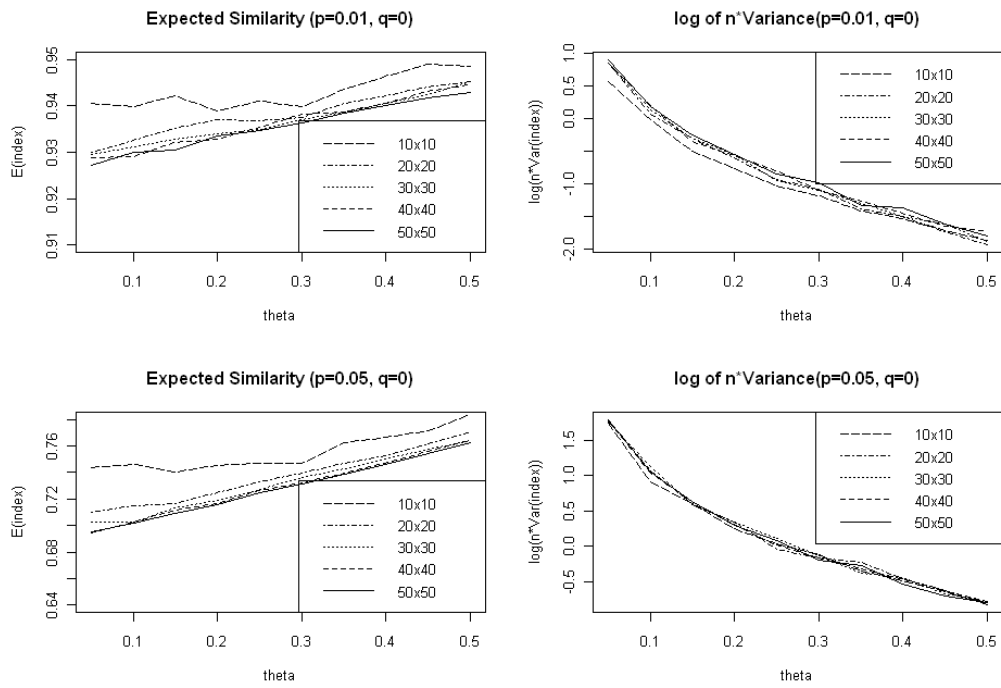 Expected Similarity (p=0.01, q=0)
E(index)
0.95
0.94
0.93
0.92
0.91
10x10
20x20
30x30
40x40
50x50
0.1 0.2 0.3 0.4 0.5
theta
log of n*Variance(p=0.01, q=0)
log(n*Var(index))
1.0
0.5
0.0
-1.0
-2.0
10x10
20x20
30x30
40x40
50x50
0.1 0.2 0.3 0.4 0.5
theta
Expected Similarity (p=0.05, q=0)
E(index)
0.76
0.72
0.68
0.64
10x10
20x20
30x30
40x40
50x50
0.1 0.2 0.3 0.4 0.5
theta
log of n*Variance(p=0.05, q=0)
log(n*Var(index))
1.5
1.0
0.5
0.0
-0.5
10x10
20x20
30x30
40x40
50x50
0.1 0.2 0.3 0.4 0.5
theta